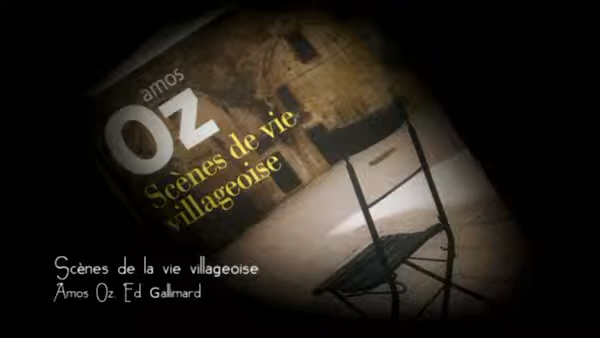 amos
Oz
Scènes de vie
villageoise
Scènes de la vie villageoise
Amos Oz. Ed. Gallimard